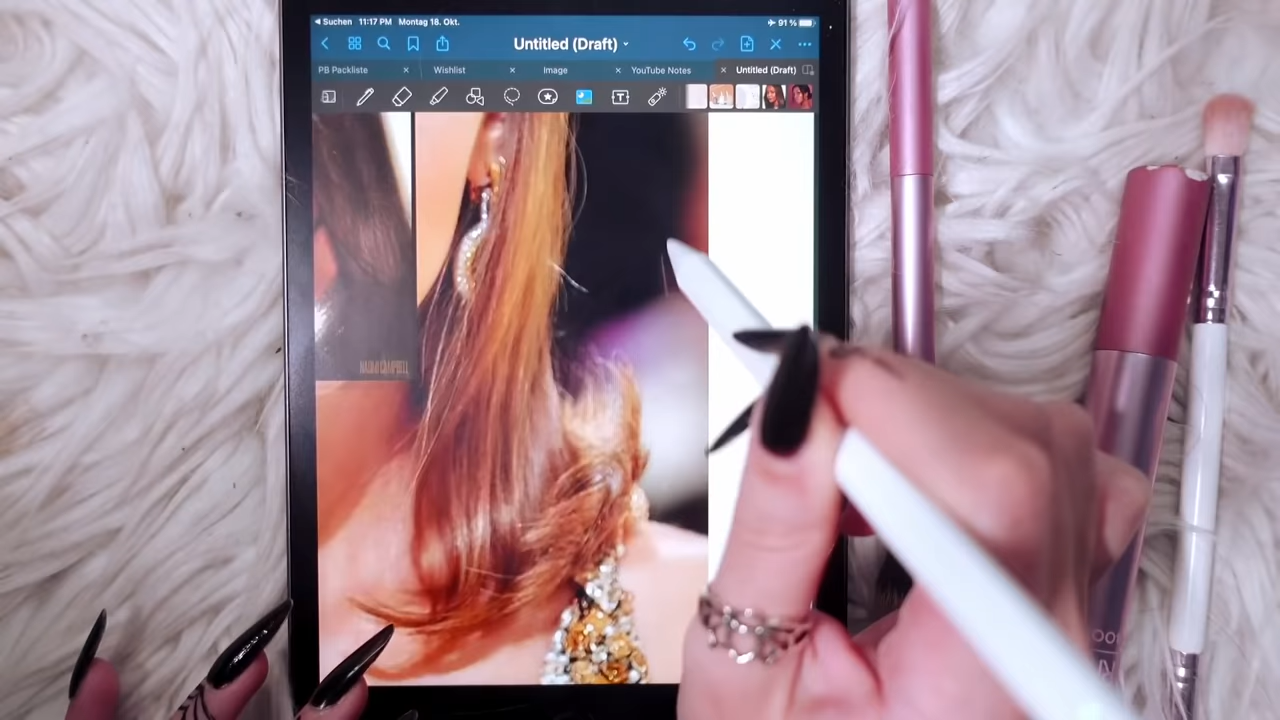 Suchen 11:17 PM Montag 18. Okt. 91 %
Untitled (Draft)
PB Packliste Wishlist Image YouTube Notes Untitled (Draft)
T
NAOMI CAMPBELL